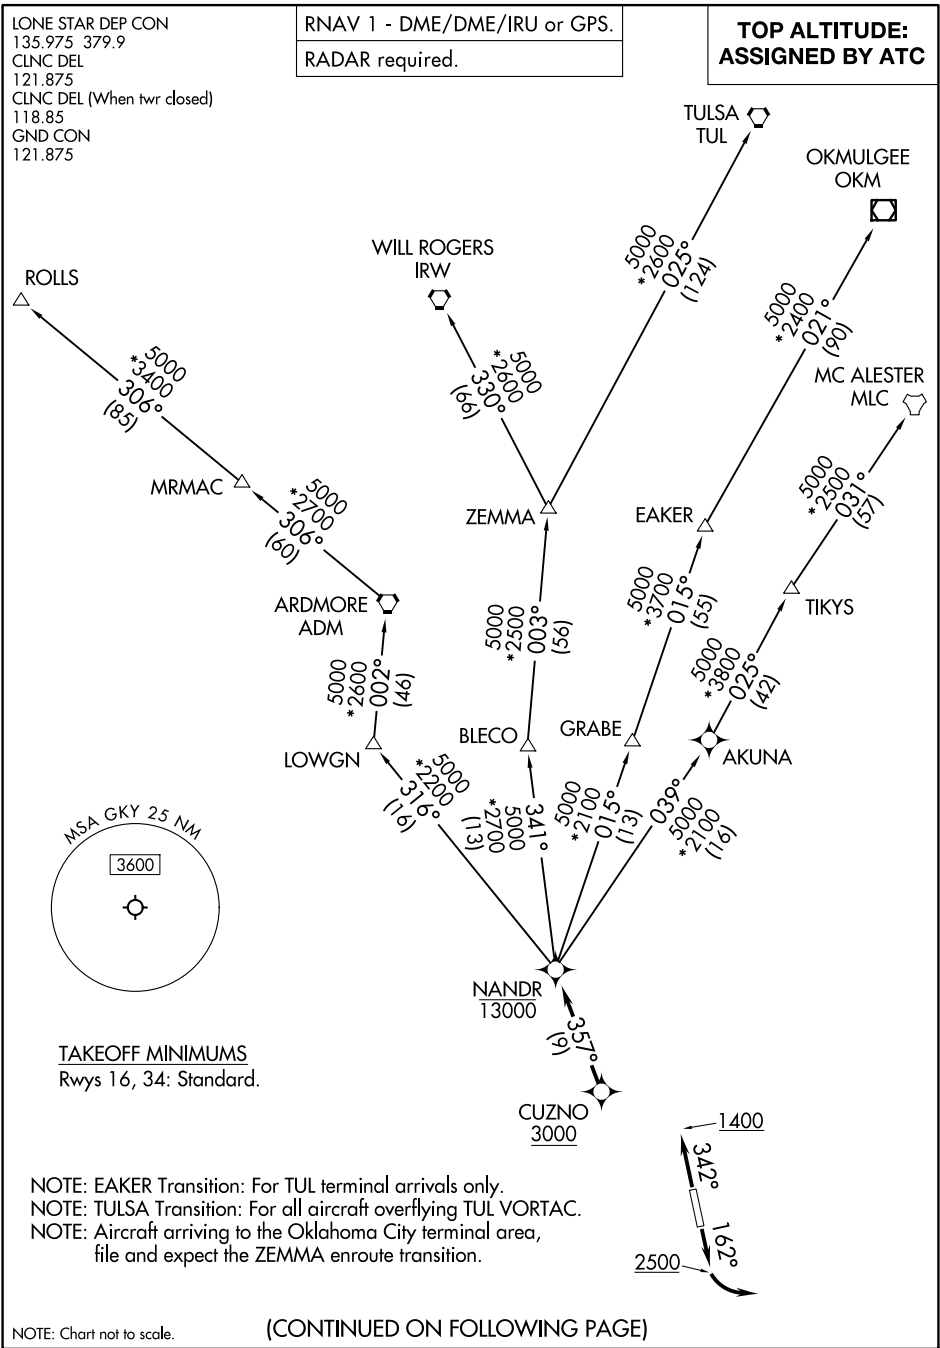 LONE STAR DEP CON
135.975 379.9
CLNC DEL
121.875
CLNC DEL (When twr closed)
118.85
GND CON
121.875
RNAV 1 - DME/DME/IRU or GPS.
RADAR required.
TOP ALTITUDE:
ASSIGNED BY ATC
TULSA
TUL
OKMULGEE
OKM
WILL ROGERS
IRW
5000
*2600
025°
(124)
ROLLS
5000
*2400
021°
(90)
5000
*3400
306°
(85)
5000
*2600
330°
(66)
MC ALESTER
MLC
MRMAC
5000
*2700
306°
(60)
ZEMMA
EAKER
5000
*2500
031°
(57)
ARDMORE
ADM
5000
*2500
003°
(56)
5000
*3700
015°
(55)
TIKYS
5000
*2600
002°
(46)
5000
*3800
025°
(42)
LOWGN
BLECO
GRABE
AKUNA
5000
*2200
316°
(16)
341°
5000
*2700
(13)
5000
*2100
015°
(13)
039°
5000
*2100
(16)
MSA GKY 25 NM
3600
NANDR
13000
357°
(9)
TAKEOFF MINIMUMS
Rwys 16, 34: Standard.
CUZNO
3000
1400
342°
162°
2500
NOTE: EAKER Transition: For TUL terminal arrivals only.
NOTE: TULSA Transition: For all aircraft overflying TUL VORTAC.
NOTE: Aircraft arriving to the Oklahoma City terminal area,
file and expect the ZEMMA enroute transition.
NOTE: Chart not to scale.
(CONTINUED ON FOLLOWING PAGE)